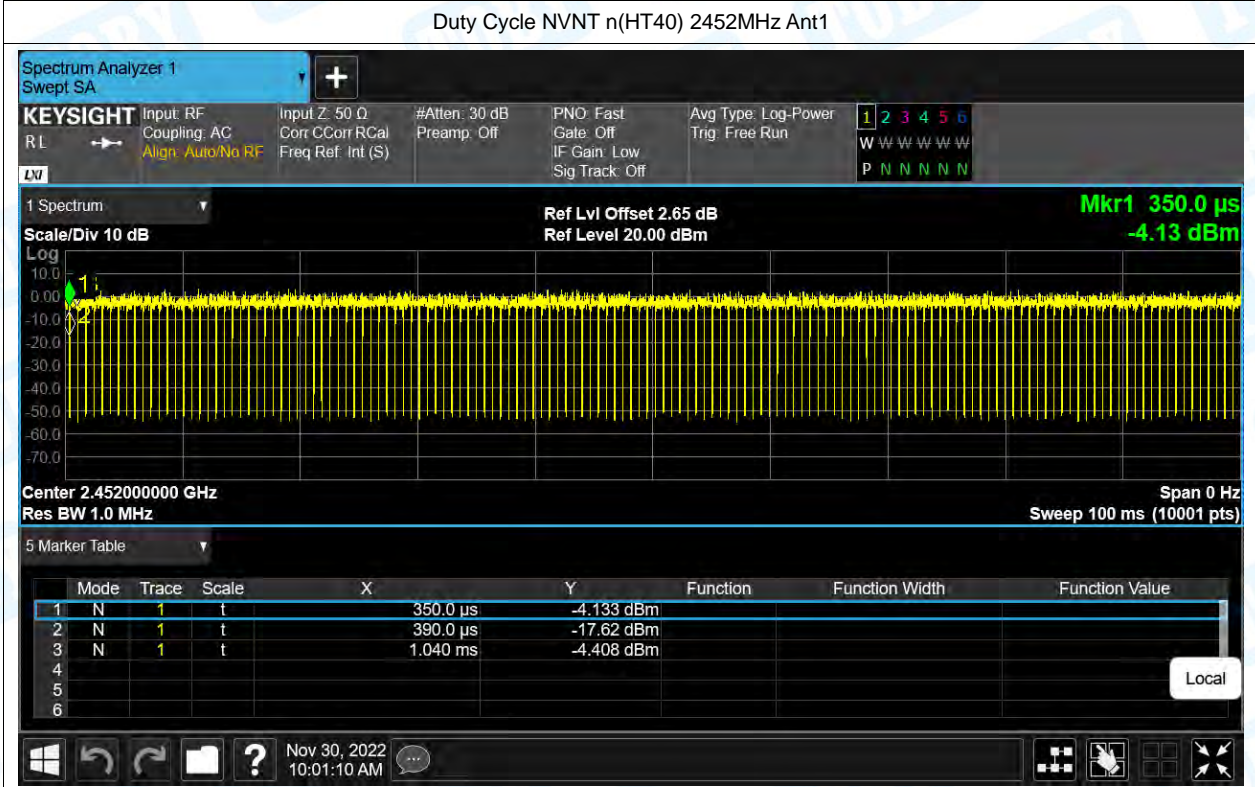 Duty Cycle NVNT n(HT40) 2452MHz Ant1
Spectrum Analyzer 1
Swept SA
KEYSIGHT Input: RF Input Z: 50 Ω #Atten: 30 dB PNO: Fast Avg Type: Log-Power 1 2 3 4 5 6
RL Coupling: AC Corr CCorr RCal Preamp: Off Gate: Off Trig: Free Run W W W W W W
Align: Auto/No RF Freq Ref: Int (S) IF Gain: Low P N N N N N
LXI Sig Track: Off
1 Spectrum Ref Lvl Offset 2.65 dB Mkr1 350.0 µs
Scale/Div 10 dB Ref Level 20.00 dBm -4.13 dBm
Log
10.0
0.00
-10.0
-20.0
-30.0
-40.0
-50.0
-60.0
-70.0
1
2
Center 2.452000000 GHz Span 0 Hz
Res BW 1.0 MHz Sweep 100 ms (10001 pts)
5 Marker Table
Mode Trace Scale X Y Function Function Width Function Value
1 N 1 t 350.0 µs -4.133 dBm
2 N 1 t 390.0 µs -17.62 dBm
3 N 1 t 1.040 ms -4.408 dBm
4
5
6
Local
? Nov 30, 2022
10:01:10 AM